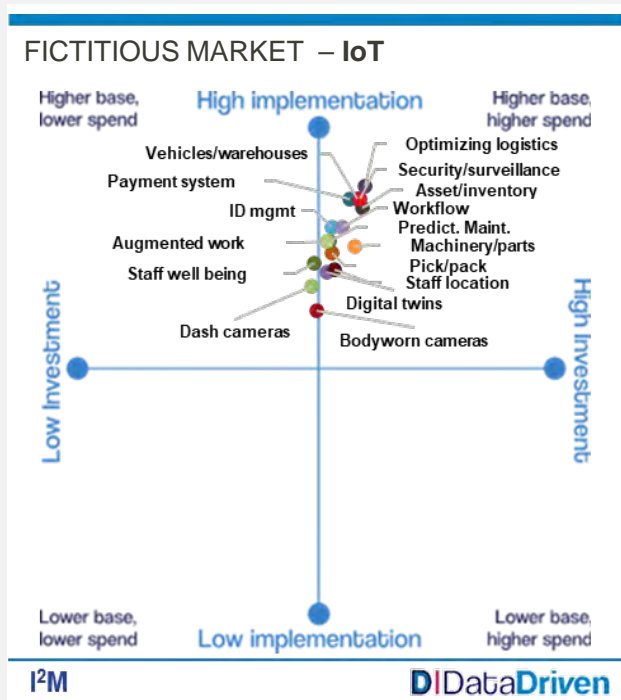 FICTITIOUS MARKET – IoT
Higher base,
lower spend
High implementation
Higher base,
higher spend
Vehicles/warehouses
Optimizing logistics
Payment system
Security/surveillance
Asset/inventory
ID mgmt
Workflow
Predict. Maint.
Augmented work
Machinery/parts
Staff well being
Pick/pack
Staff location
Digital twins
Dash cameras
Bodyworn cameras
Low Investment
High Investment
Lower base,
lower spend
Low implementation
Lower base,
higher spend
I²M
DIDataDriven